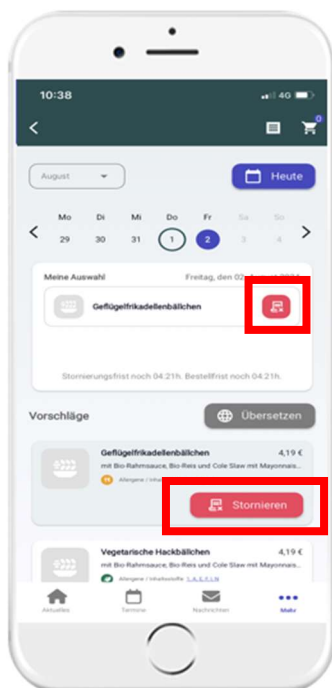 10:38
4G
0
August
Heute
Mo Di Mi Do Fr Sa So
29 30 31 1 2 3 4
Meine Auswahl Freitag, den 02. August 2024
Geflügelfrikadellenbällchen
Stornierungsfrist noch 04:21h. Bestellfrist noch 04:21h.
Vorschläge
Übersetzen
Geflügelfrikadellenbällchen 4,19 €
mit Bio-Rahmsauce, Bio-Reis und Cole Slaw mit Mayonnais...
Allergene /
Stornieren
Vegetarische Hackbällchen 4,19 €
mit Bio-Rahmsauce, Bio-Reis und Cole Slaw mit Mayonnais...
Allergene / Inhaltsstoffe
Aktuelles Termine Nachrichten Mehr